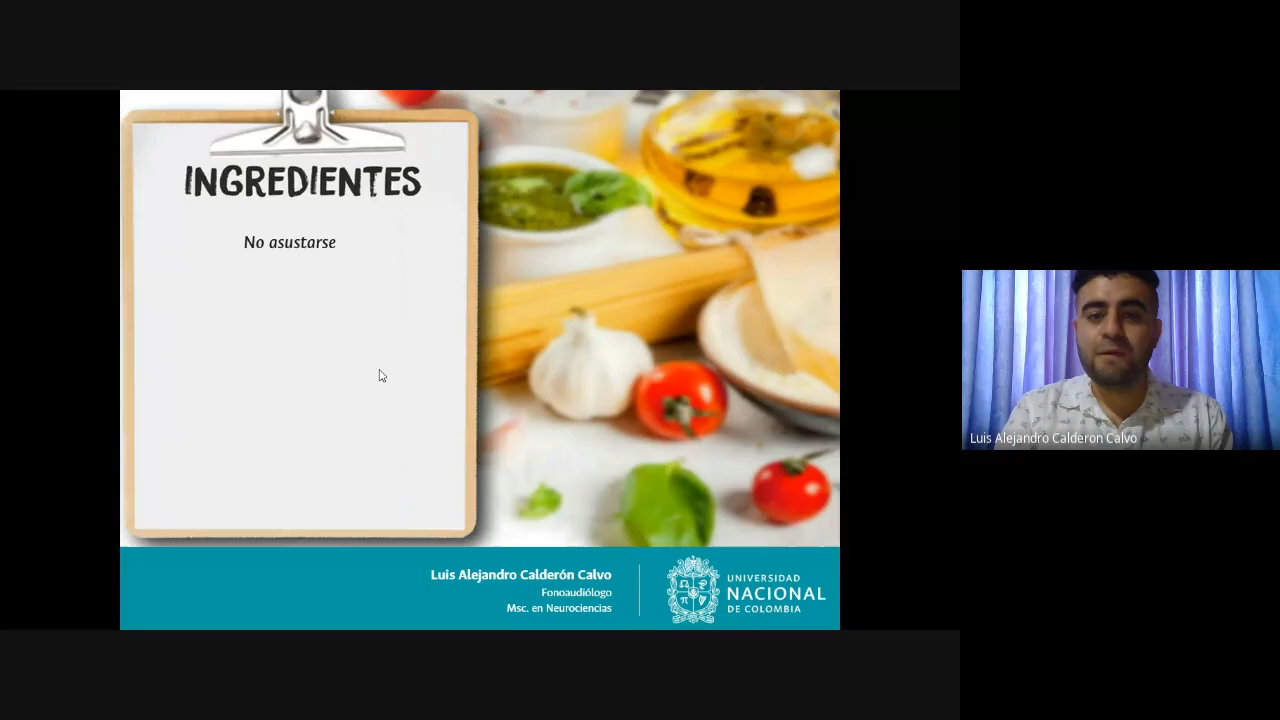 INGREDIENTES
No asustarse
Luis Alejandro Calderón Calvo
Fonoaudiólogo
Msc. en Neurociencias
UNIVERSIDAD
NACIONAL
DE COLOMBIA
Luis Alejandro Calderon Calvo